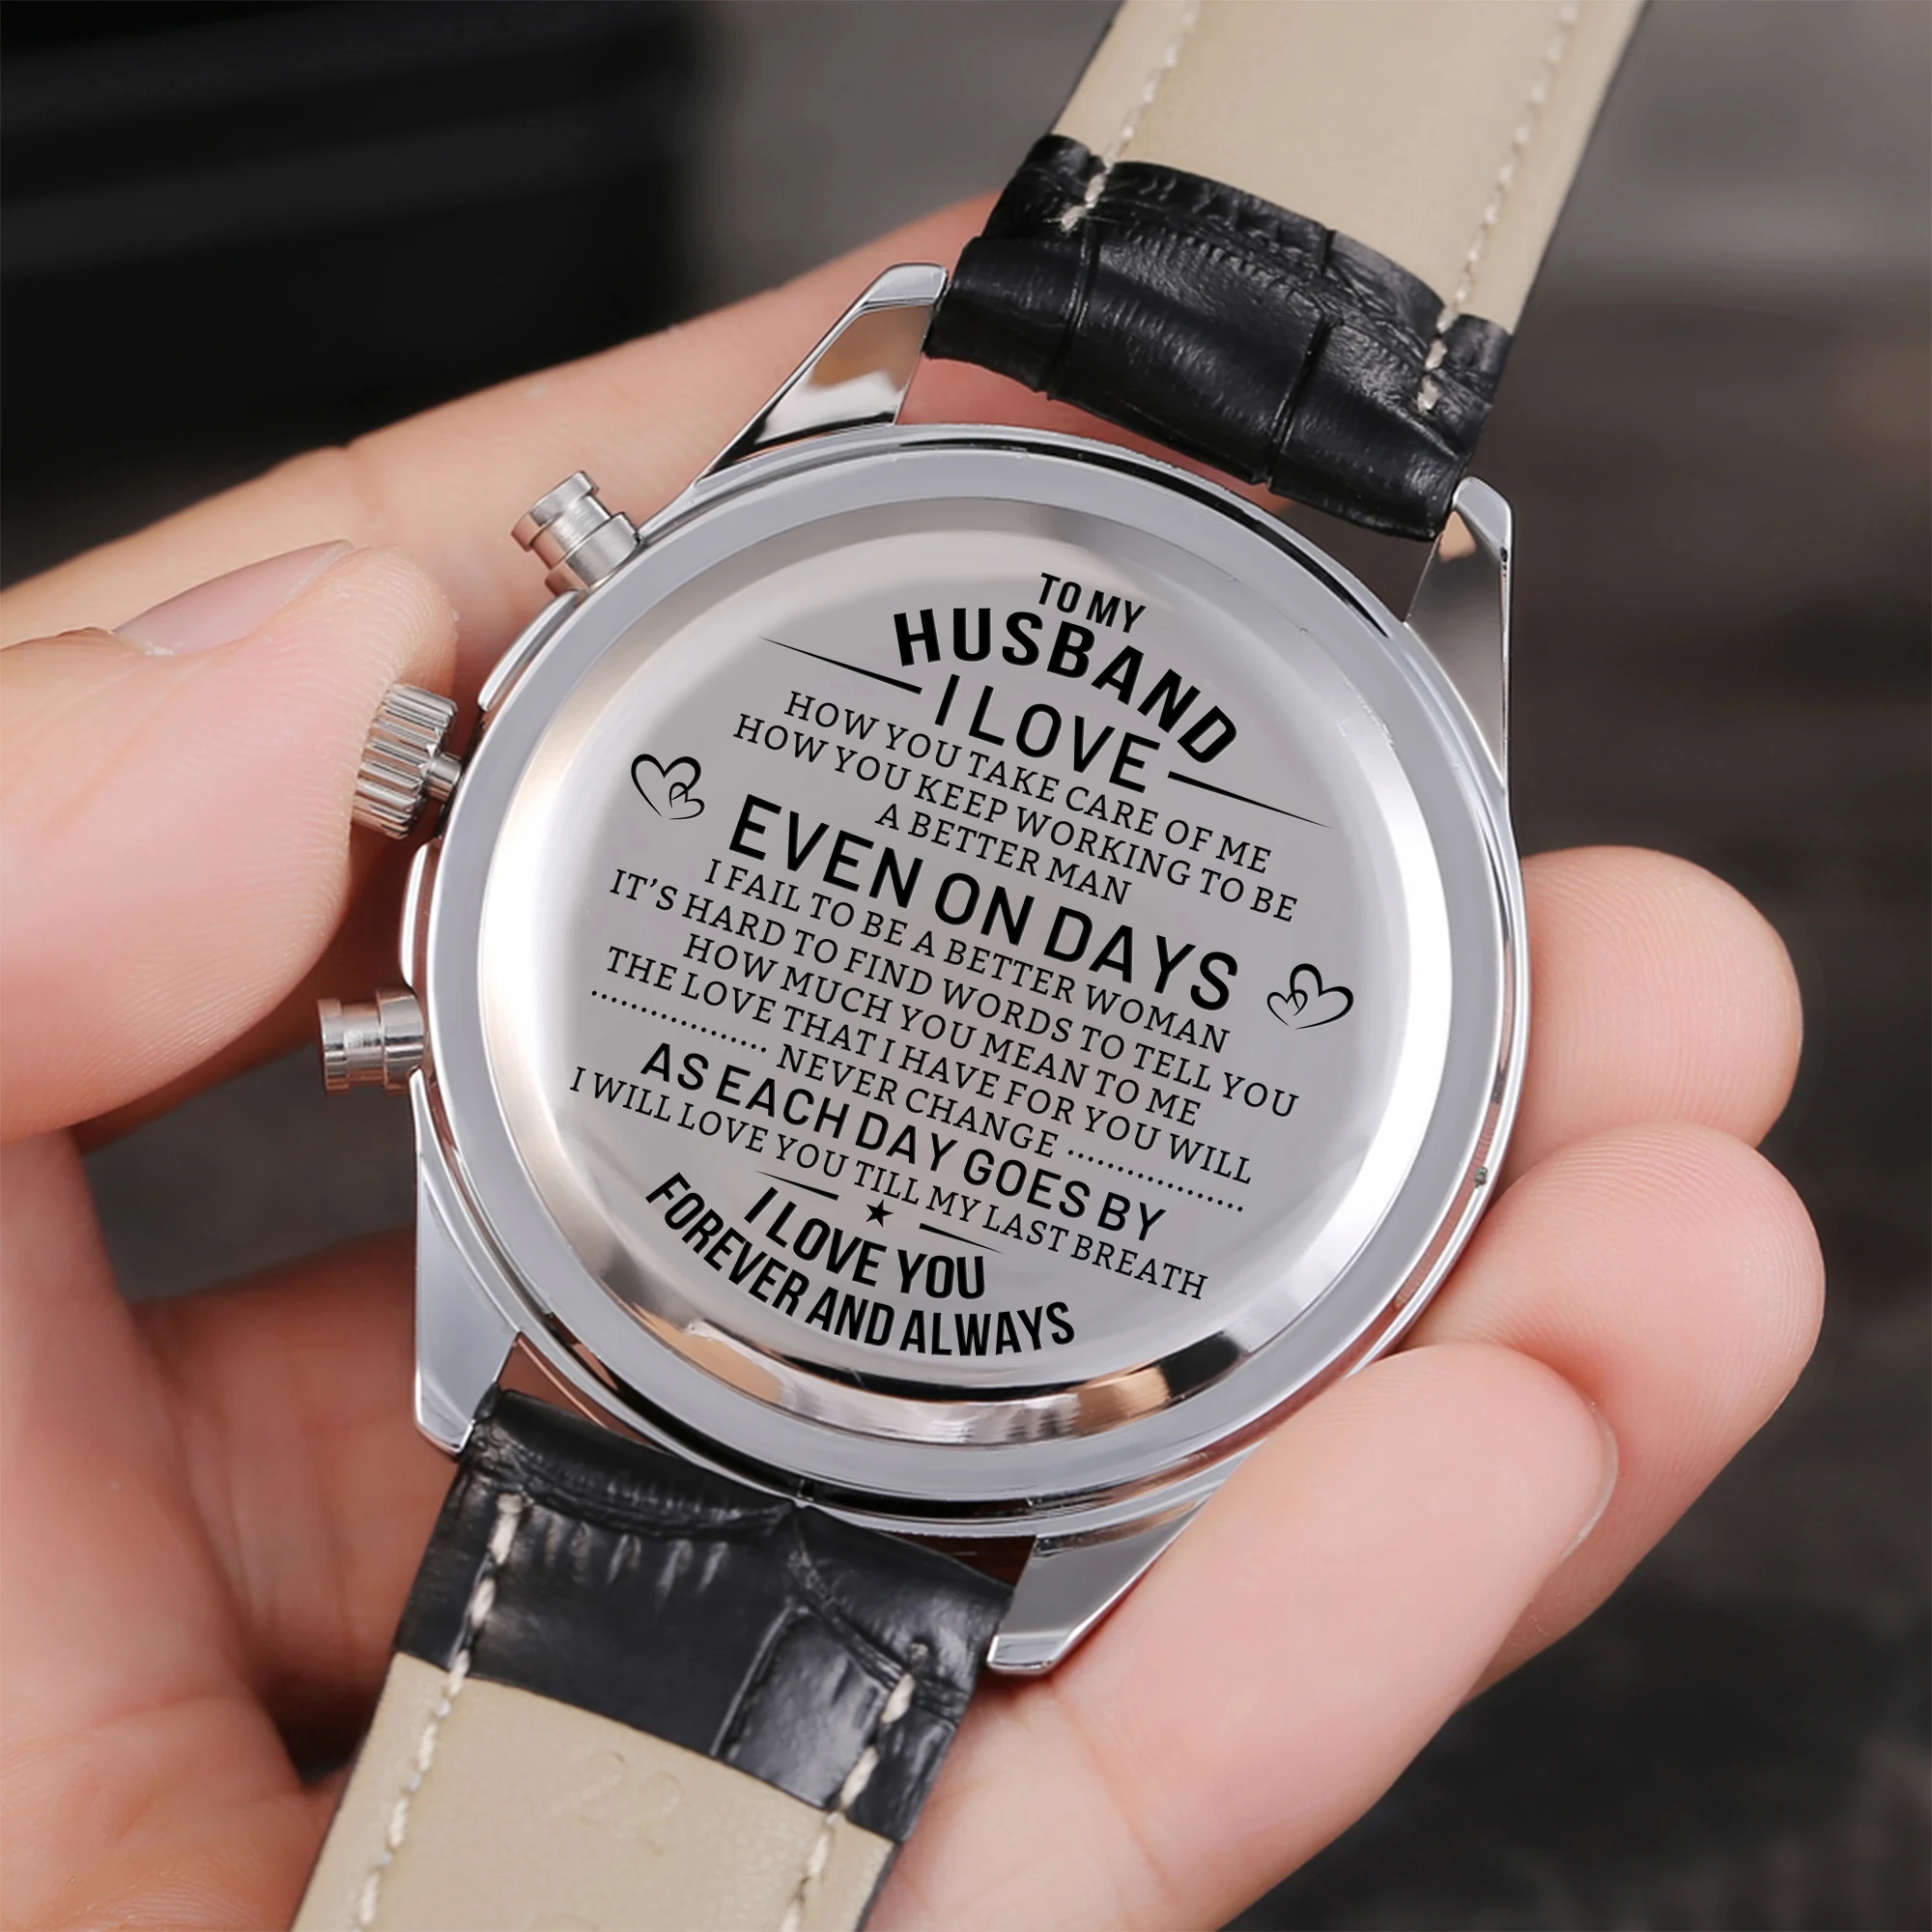 TO MY
HUSBAND
I LOVE
HOW YOU TAKE CARE OF ME
HOW YOU KEEP WORKING TO BE
A BETTER MAN
EVEN ON DAYS
I FAIL TO BE A BETTER WOMAN
IT’S HARD TO FIND WORDS TO TELL YOU
HOW MUCH YOU MEAN TO ME
THE LOVE THAT I HAVE FOR YOU WILL
NEVER CHANGE
AS EACH DAY GOES BY
I WILL LOVE YOU TILL MY LAST BREATH
I LOVE YOU
FOREVER AND ALWAYS
22